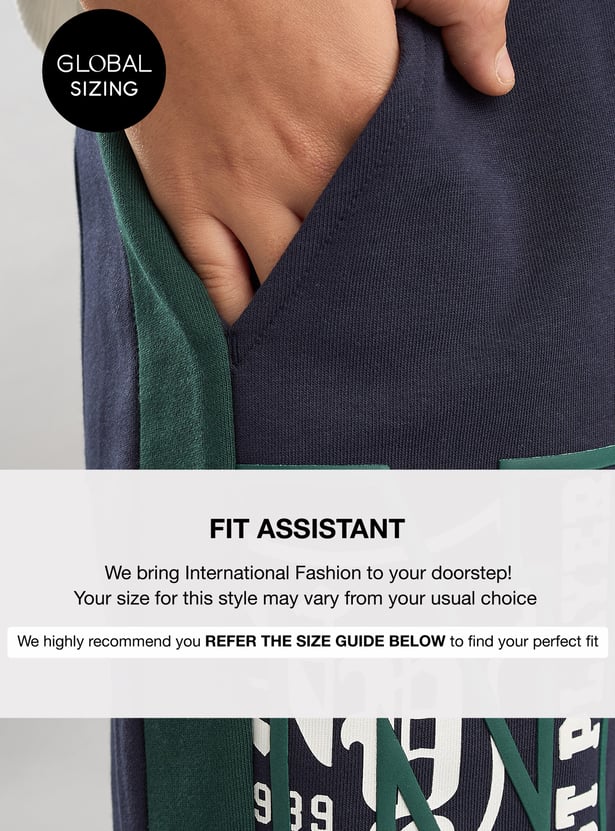 GLOBAL
SIZING
FIT ASSISTANT
We bring International Fashion to your doorstep!
Your size for this style may vary from your usual choice
We highly recommend you REFER THE SIZE GUIDE BELOW to find your perfect fit
1939